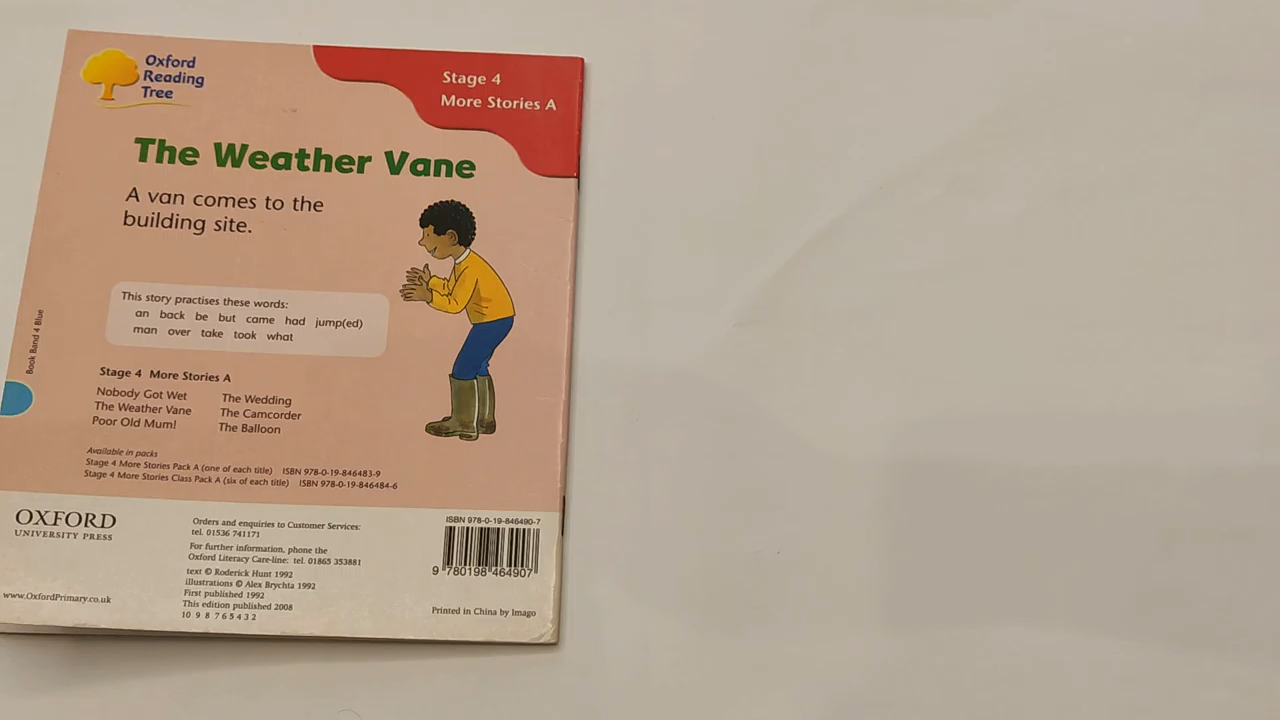 Oxford
Reading
Tree
Stage 4
More Stories A
The Weather Vane
A van comes to the
building site.
This story practises these words:
an back be but came had jump(ed)
man over take took what
Book Band 4 Blue
Stage 4 More Stories A
Nobody Got Wet
The Weather Vane
Poor Old Mum!
The Wedding
The Camcorder
The Balloon
Available in packs
Stage 4 More Stories Pack A (one of each title) ISBN 978-0-19-846483-9
Stage 4 More Stories Class Pack A (six of each title) ISBN 978-0-19-846484-6
OXFORD
UNIVERSITY PRESS
www.OxfordPrimary.co.uk
Orders and enquiries to Customer Services:
tel. 01536 741171
For further information, phone the
Oxford Literacy Care-line: tel. 01865 353881
text © Roderick Hunt 1992
illustrations © Alex Brychta 1992
First published 1992
This edition published 2008
10 9 8 7 6 5 4 3 2
ISBN 978-0-19-846490-7
9 780198 464907
Printed in China by Imago